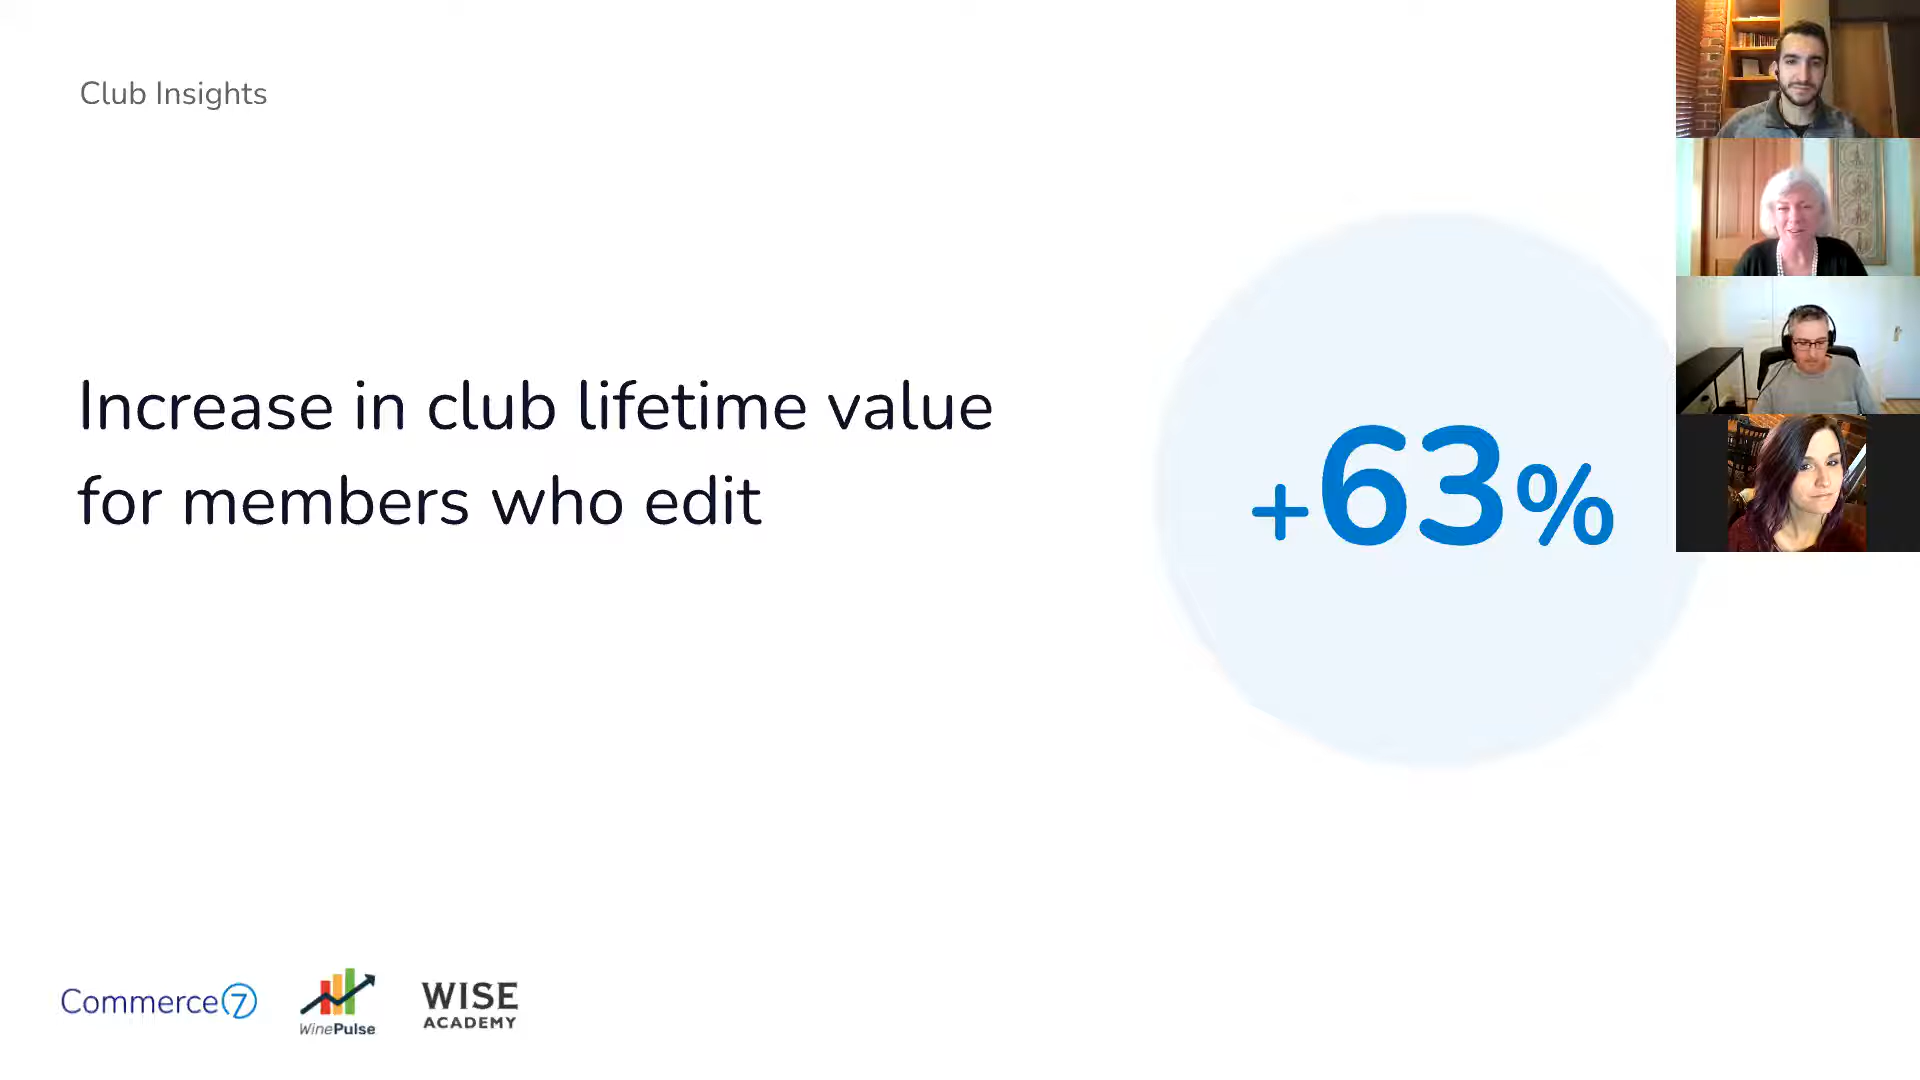 Club Insights
Increase in club lifetime value
for members who edit
+63%
Commerce7
WinePulse
WISE
ACADEMY